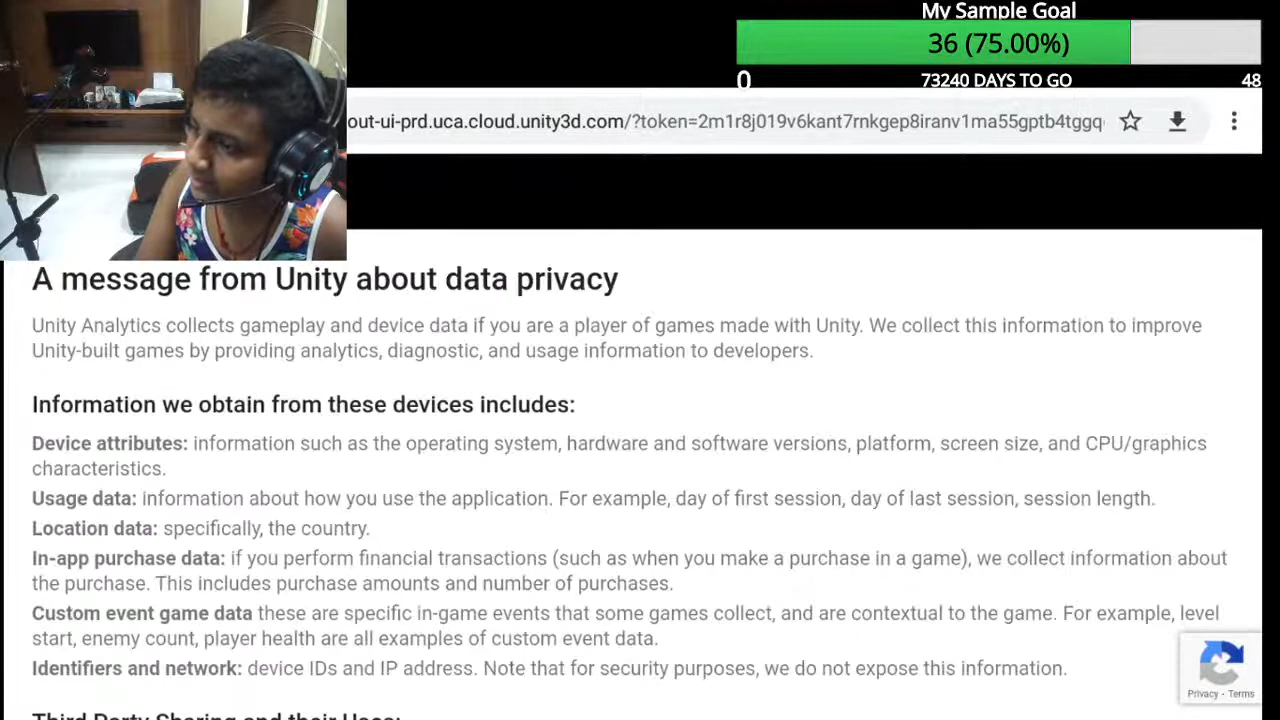 My Sample Goal
36 (75.00%)
0
73240 DAYS TO GO
48
out-ui-prd.uca.cloud.unity3d.com/?token=2m1r8j019v6kant7rnkgep8iranv1ma55gptb4tggq
A message from Unity about data privacy
Unity Analytics collects gameplay and device data if you are a player of games made with Unity. We collect this information to improve
Unity-built games by providing analytics, diagnostic, and usage information to developers.
Information we obtain from these devices includes:
Device attributes: information such as the operating system, hardware and software versions, platform, screen size, and CPU/graphics
characteristics.
Usage data: information about how you use the application. For example, day of first session, day of last session, session length.
Location data: specifically, the country.
In-app purchase data: if you perform financial transactions (such as when you make a purchase in a game), we collect information about
the purchase. This includes purchase amounts and number of purchases.
Custom event game data these are specific in-game events that some games collect, and are contextual to the game. For example, level
start, enemy count, player health are all examples of custom event data.
Identifiers and network: device IDs and IP address. Note that for security purposes, we do not expose this information.
Privacy - Terms
Third Party Sharing and their Uses: